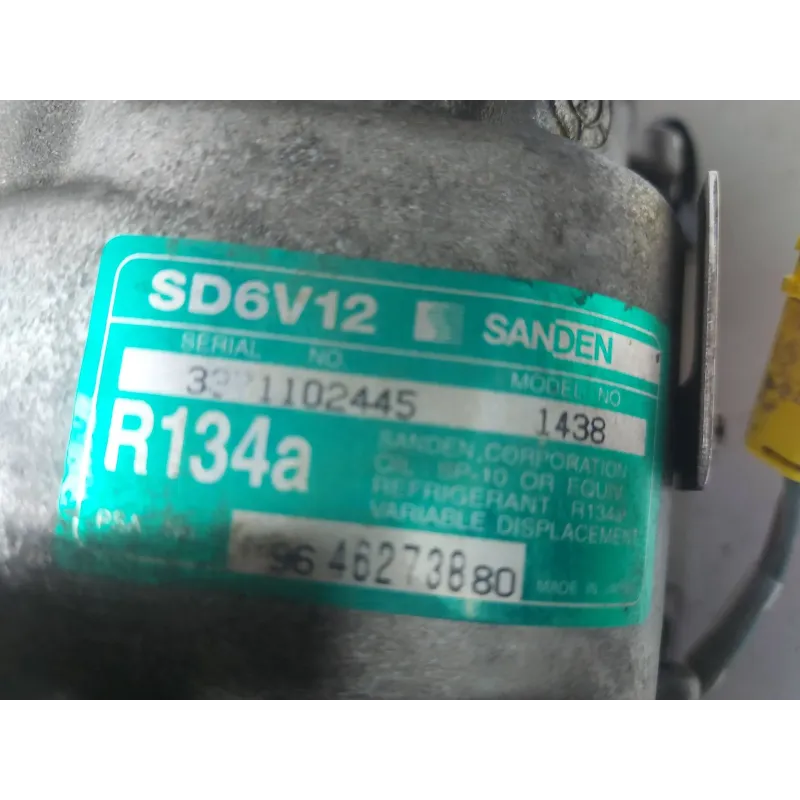 SD6V12 SANDEN
SERIAL NO. MODEL NO
1102445 1438
R134a
SANDEN CORPORATION
OIL SP-10 OR EQUIV.
REFRIGERANT R134a
VARIABLE DISPLACEMENT
PSA No.
96 462738 80
MADE IN